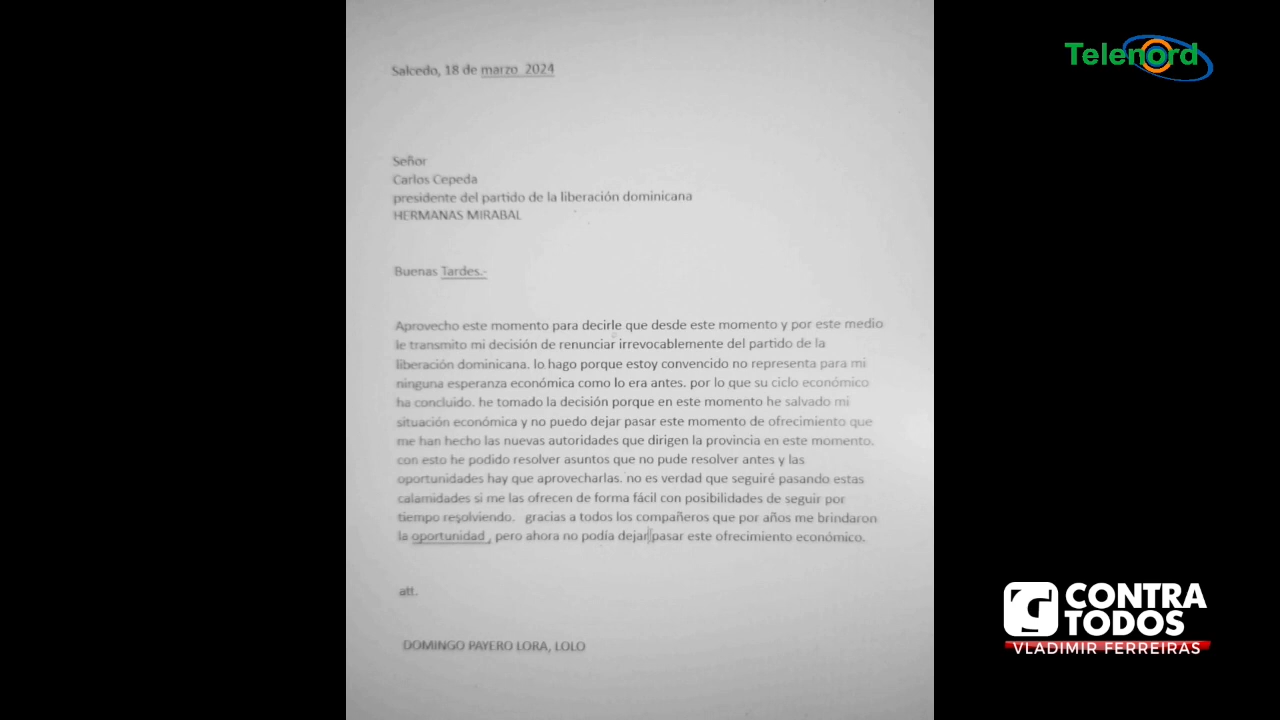 Telenord
Salcedo, 18 de marzo 2024
Señor
Carlos Cepeda
presidente del partido de la liberación dominicana
HERMANAS MIRABAL
Buenas Tardes.-
Aprovecho este momento para decirle que desde este momento y por este medio
le transmito mi decisión de renunciar irrevocablemente del partido de la
liberación dominicana. lo hago porque estoy convencido no representa para mi
ninguna esperanza económica como lo era antes. por lo que su ciclo económico
ha concluido. he tomado la decisión porque en este momento he salvado mi
situación económica y no puedo dejar pasar este momento de ofrecimiento que
me han hecho las nuevas autoridades que dirigen la provincia en este momento.
con esto he podido resolver asuntos que no pude resolver antes y las
oportunidades hay que aprovecharlas. no es verdad que seguiré pasando estas
calamidades si me las ofrecen de forma fácil con posibilidades de seguir por
tiempo resolviendo. gracias a todos los compañeros que por años me brindaron
la oportunidad , pero ahora no podía dejar pasar este ofrecimiento económico.
att.
DOMINGO PAYERO LORA, LOLO
CONTRA
TODOS
VLADIMIR FERREIRAS